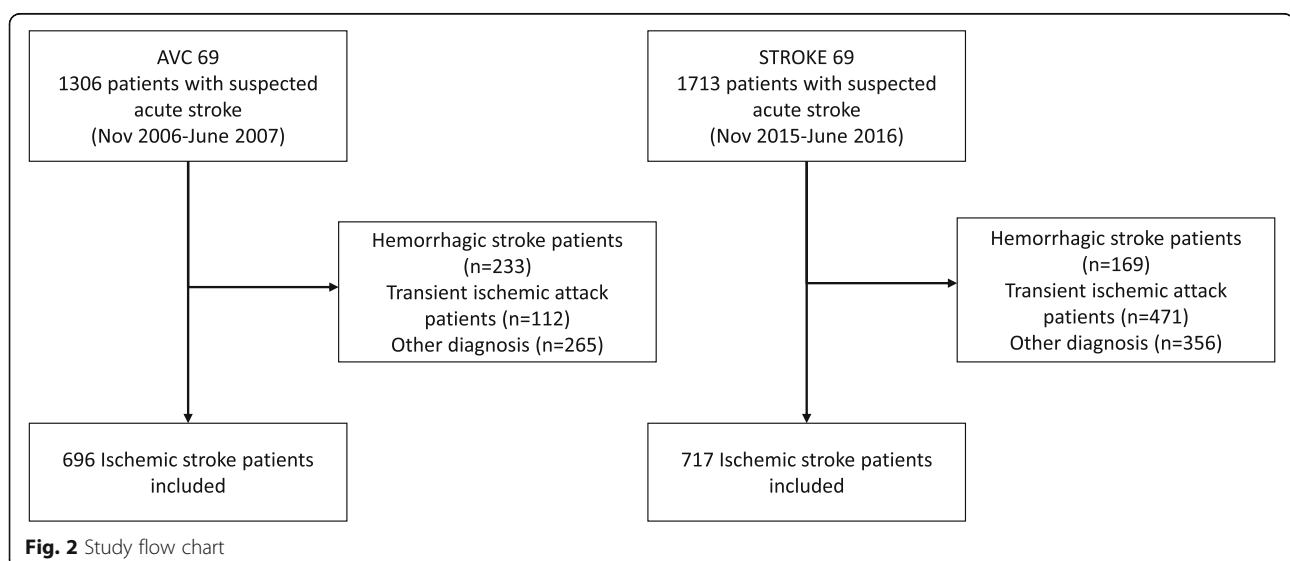 AVC 69
1306 patients with suspected
acute stroke
(Nov 2006-June 2007)
STROKE 69
1713 patients with suspected
acute stroke
(Nov 2015-June 2016)
Hemorrhagic stroke patients
(n=233)
Transient ischemic attack
patients (n=112)
Other diagnosis (n=265)
Hemorrhagic stroke patients
(n=169)
Transient ischemic attack
patients (n=471)
Other diagnosis (n=356)
696 Ischemic stroke patients
included
717 Ischemic stroke patients
included
Fig. 2 Study flow chart